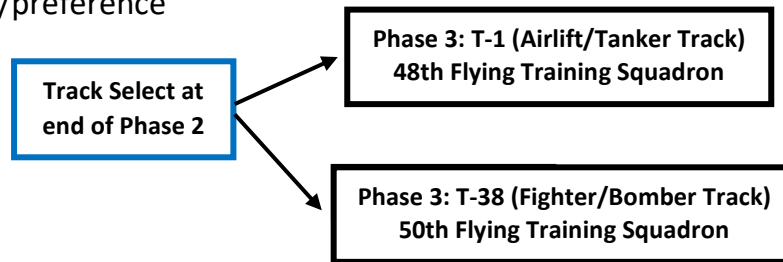 /preference
Phase 3: T-1 (Airlift/Tanker Track)
48th Flying Training Squadron
Track Select at
end of Phase 2
Phase 3: T-38 (Fighter/Bomber Track)
50th Flying Training Squadron